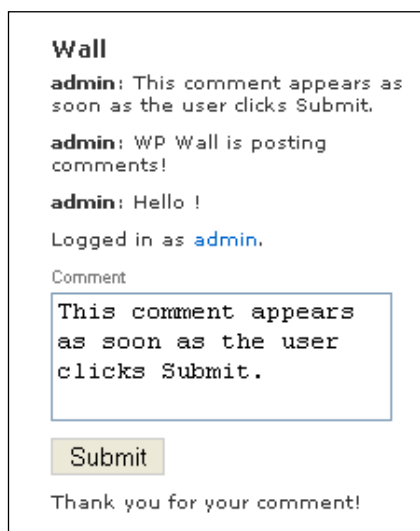 Wall
admin: This comment appears as
soon as the user clicks Submit.
admin: WP Wall is posting
comments!
admin: Hello !
Logged in as admin.
Comment
This comment appears
as soon as the user
clicks Submit.
Submit
Thank you for your comment!